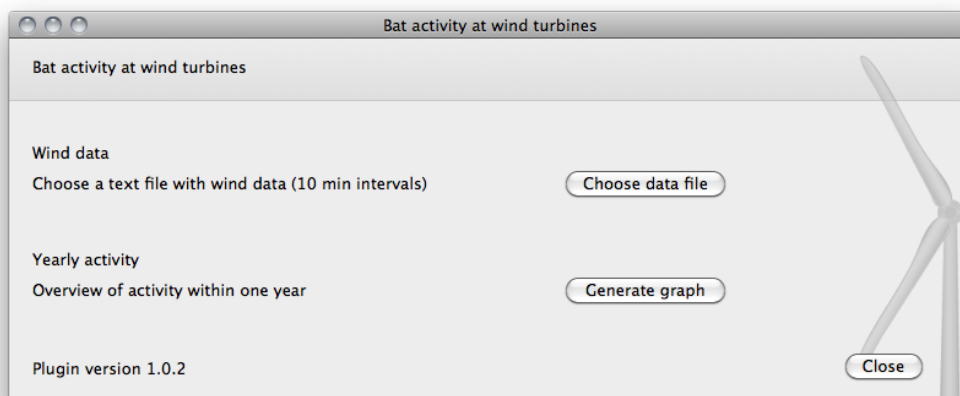 Bat activity at wind turbines
Bat activity at wind turbines
Wind data
Choose a text file with wind data (10 min intervals)
Choose data file
Yearly activity
Overview of activity within one year
Generate graph
Plugin version 1.0.2
Close